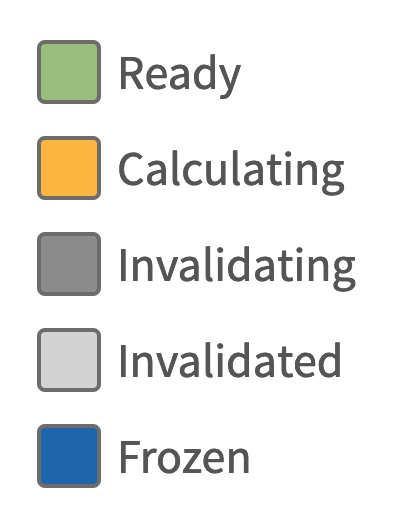 Ready
Calculating
Invalidating
Invalidated
Frozen